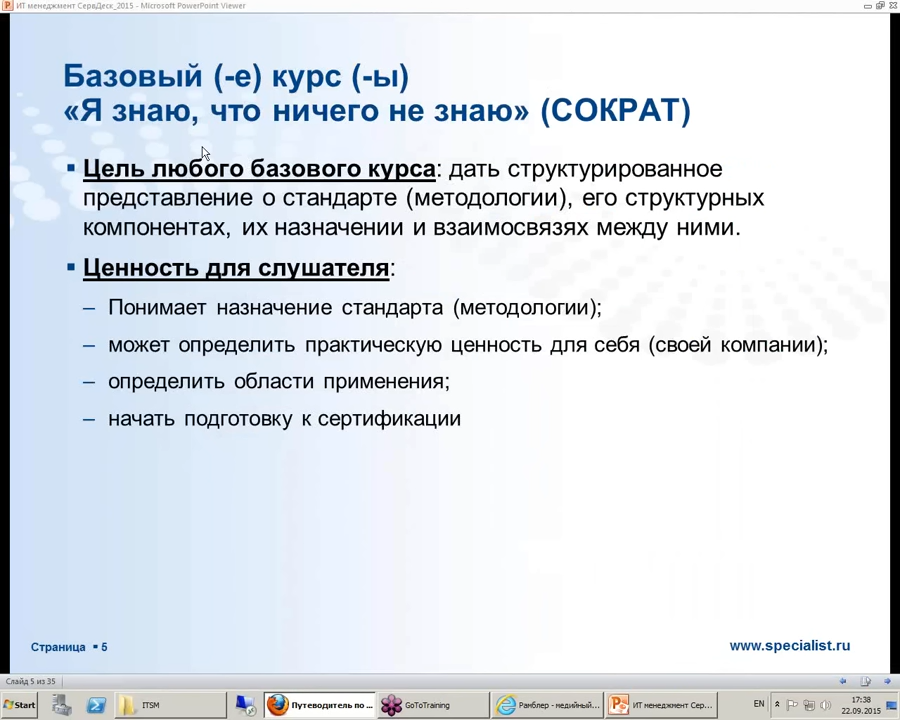 ИТ менеджмент СервДеск_2015 - Microsoft PowerPoint Viewer
Базовый (-е) курс (-ы)
«Я знаю, что ничего не знаю» (СОКРАТ)
Цель любого базового курса: дать структурированное
представление о стандарте (методологии), его структурных
компонентах, их назначении и взаимосвязях между ними.
Ценность для слушателя:
– Понимает назначение стандарта (методологии);
– может определить практическую ценность для себя (своей компании);
– определить области применения;
– начать подготовку к сертификации
Страница ▪ 5
www.specialist.ru
Слайд 5 из 35
Start
ITSM
Путеводитель по ...
GoToTraining
Рамблер - медийный...
ИТ менеджмент Серв...
EN
17:38
22.09.2015